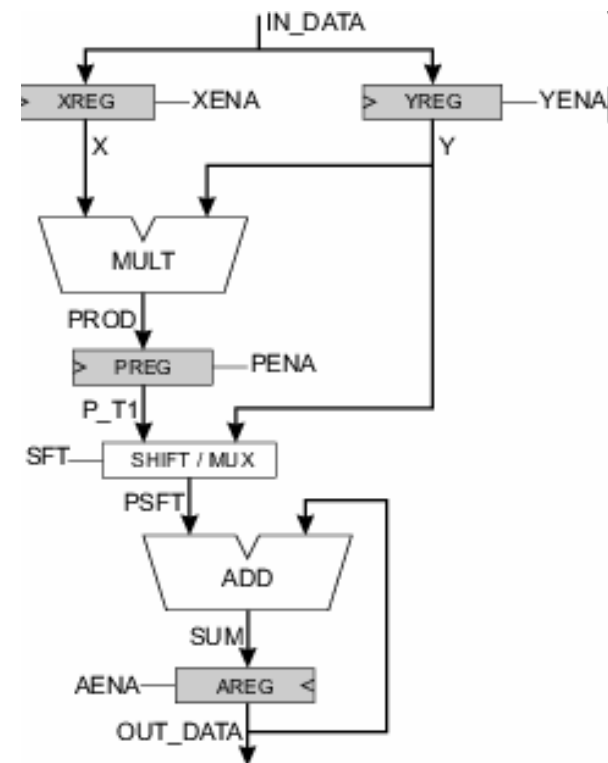 IN_DATA
> XREG XENA > YREG YENA
X Y
MULT
PROD
> PREG PENA
P_T1
SFT SHIFT / MUX
PSFT
ADD
SUM
AENA AREG <
OUT_DATA